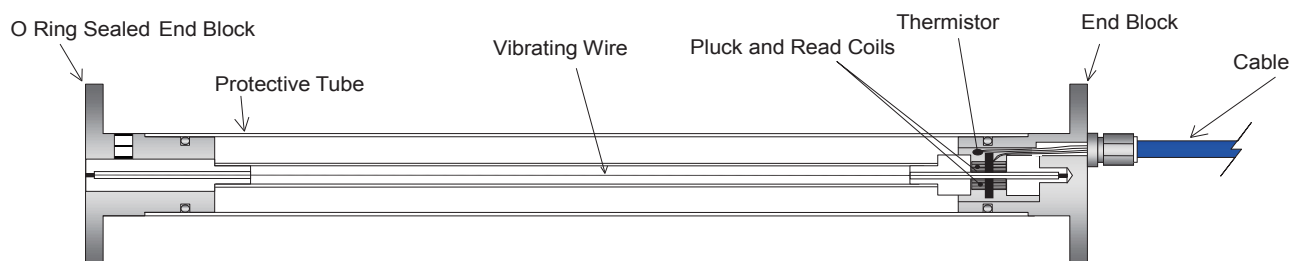 O Ring Sealed End Block
Protective Tube
Vibrating Wire
Pluck and Read Coils
Thermistor
End Block
Cable